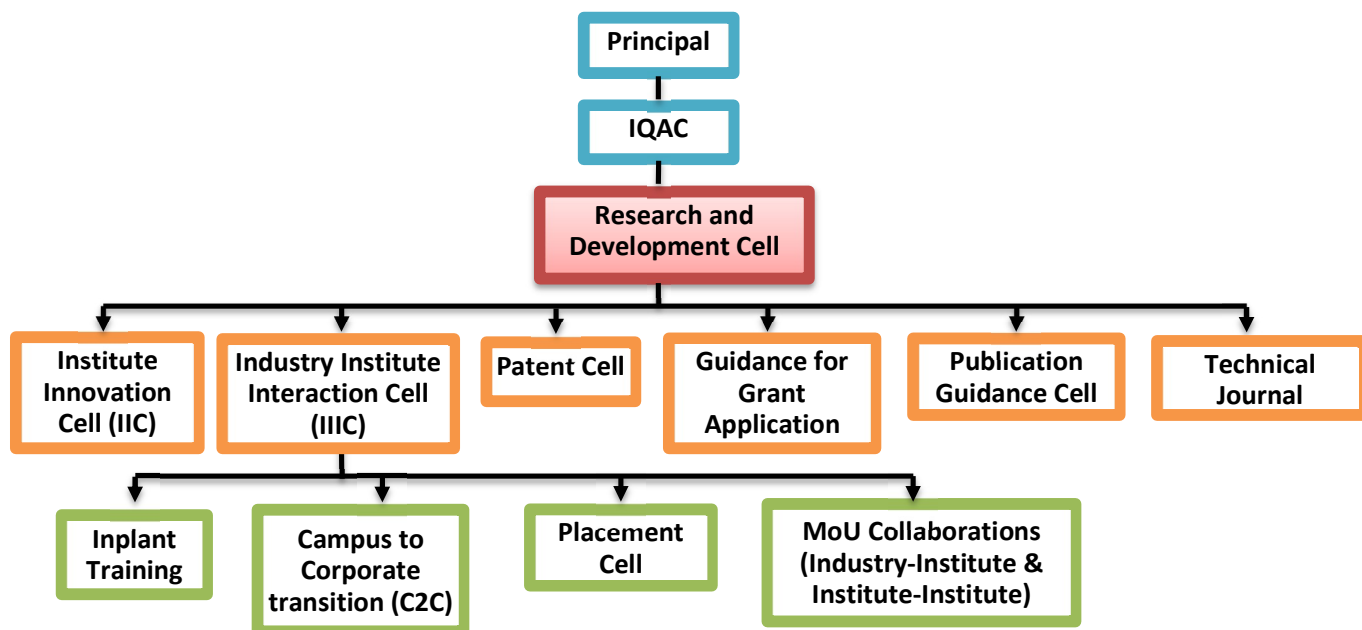 Principal
IQAC
Research and
Development Cell
Institute
Innovation
Cell (IIC)
Industry Institute
Interaction Cell
(IIIC)
Patent Cell
Guidance for
Grant
Application
Publication
Guidance Cell
Technical
Journal
Inplant
Training
Campus to
Corporate
transition (C2C)
Placement
Cell
MoU Collaborations
(Industry-Institute &
Institute-Institute)